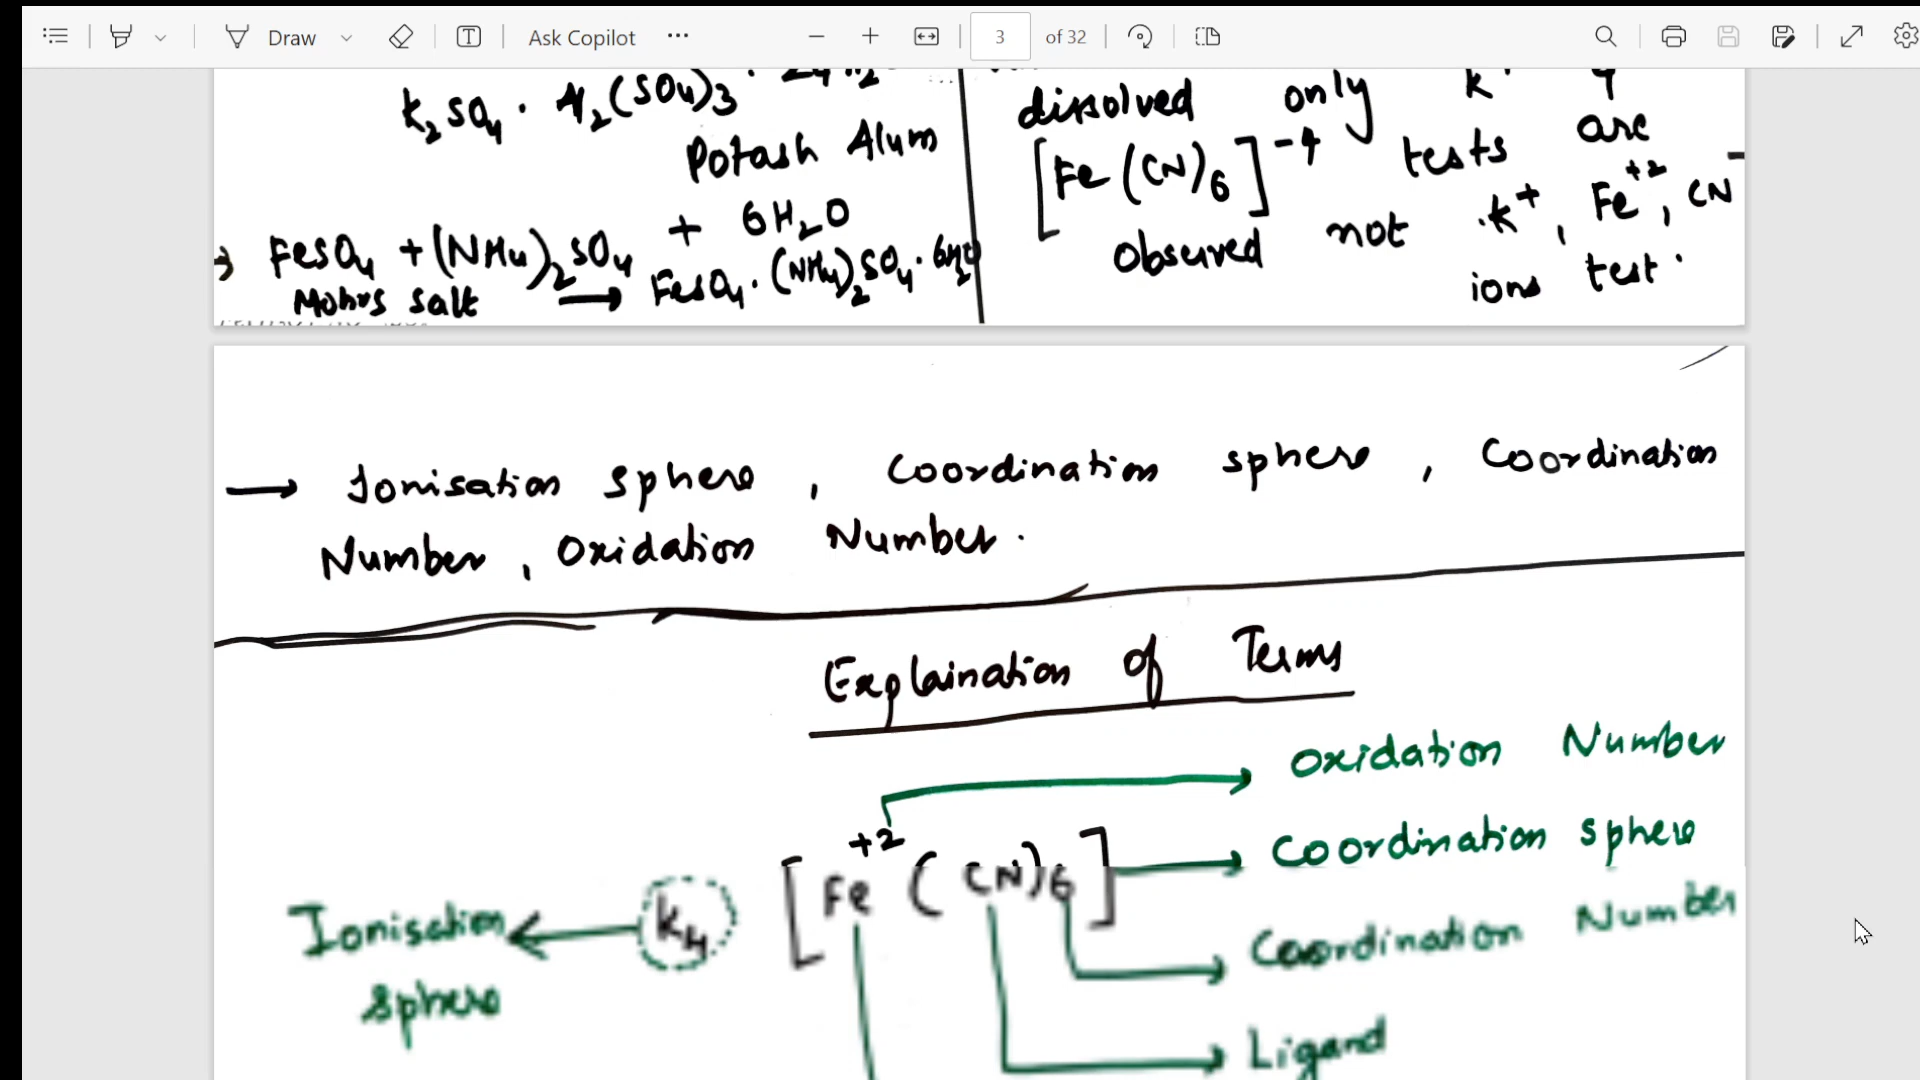 Draw
Ask Copilot
3 of 32
K₂SO₄ · Al₂(SO₄)₃ ·
Potash Alum
+ 6H₂O
FeSO₄ + (NH₄)₂SO₄ ⟶ FeSO₄ · (NH₄)₂SO₄ · 6H₂O
Mohrs salt
dissolved only K⁺
[Fe(CN)₆]⁻⁴ tests are
observed not K⁺, Fe⁺², CN⁻
ions test.
→ Ionisation sphere, Coordination sphere, Coordination
Number, Oxidation Number.
Explaination of Terms
Oxidation Number
Coordination sphere
K₄ [Fe⁺²(CN)₆]
Ionisation
sphere
Coordination Number
Ligand